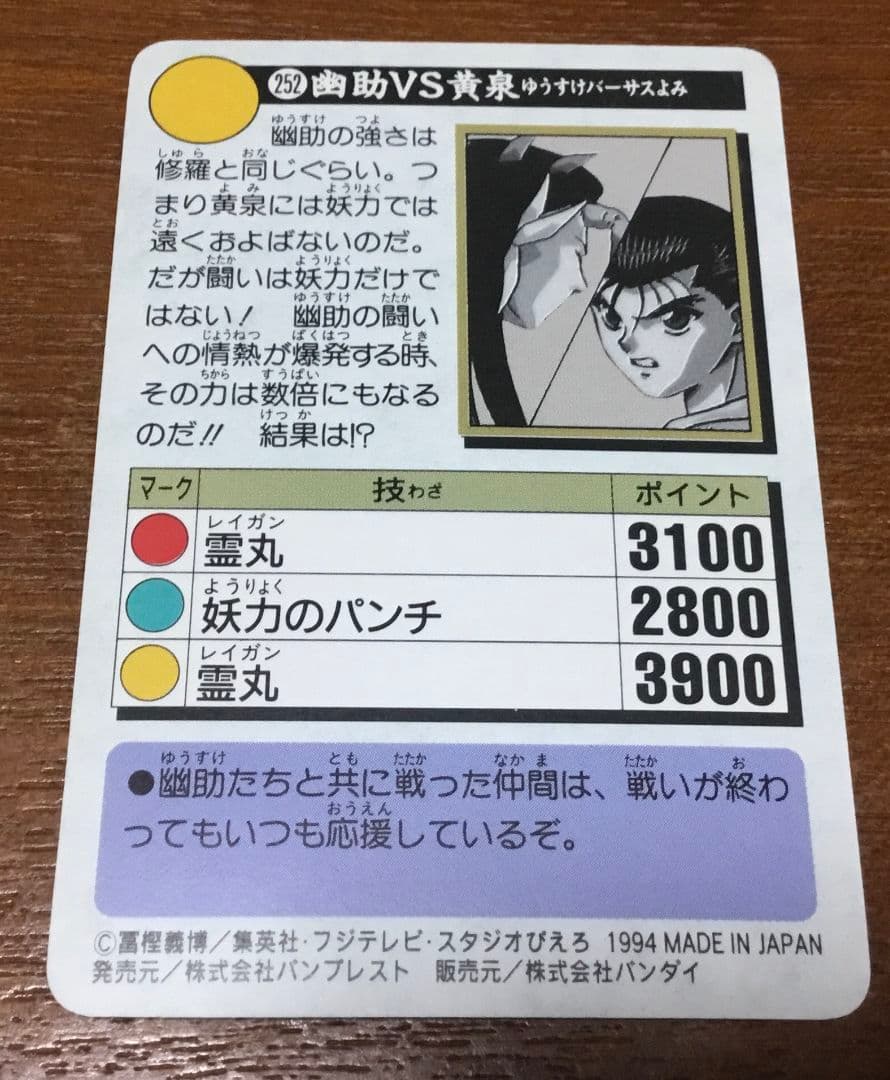 252 幽助VS黄泉 ゆうすけバーサスよみ
幽助の強さは
修羅と同じぐらい。つ
まり黄泉には妖力では
遠くおよばないのだ。
だが闘いは妖力だけで
はない! 幽助の闘い
への情熱が爆発する時、
その力は数倍にもなる
のだ!! 結果は!?
マーク 技わざ ポイント
霊丸 レイガン 3100
妖力のパンチ ようりょく 2800
霊丸 レイガン 3900
●幽助たちと共に戦った仲間は、戦いが終わ
ってもいつも応援しているぞ。
©冨樫義博/集英社·フジテレビ·スタジオぴえろ 1994 MADE IN JAPAN
発売元/株式会社バンプレスト 販売元/株式会社バンダイ